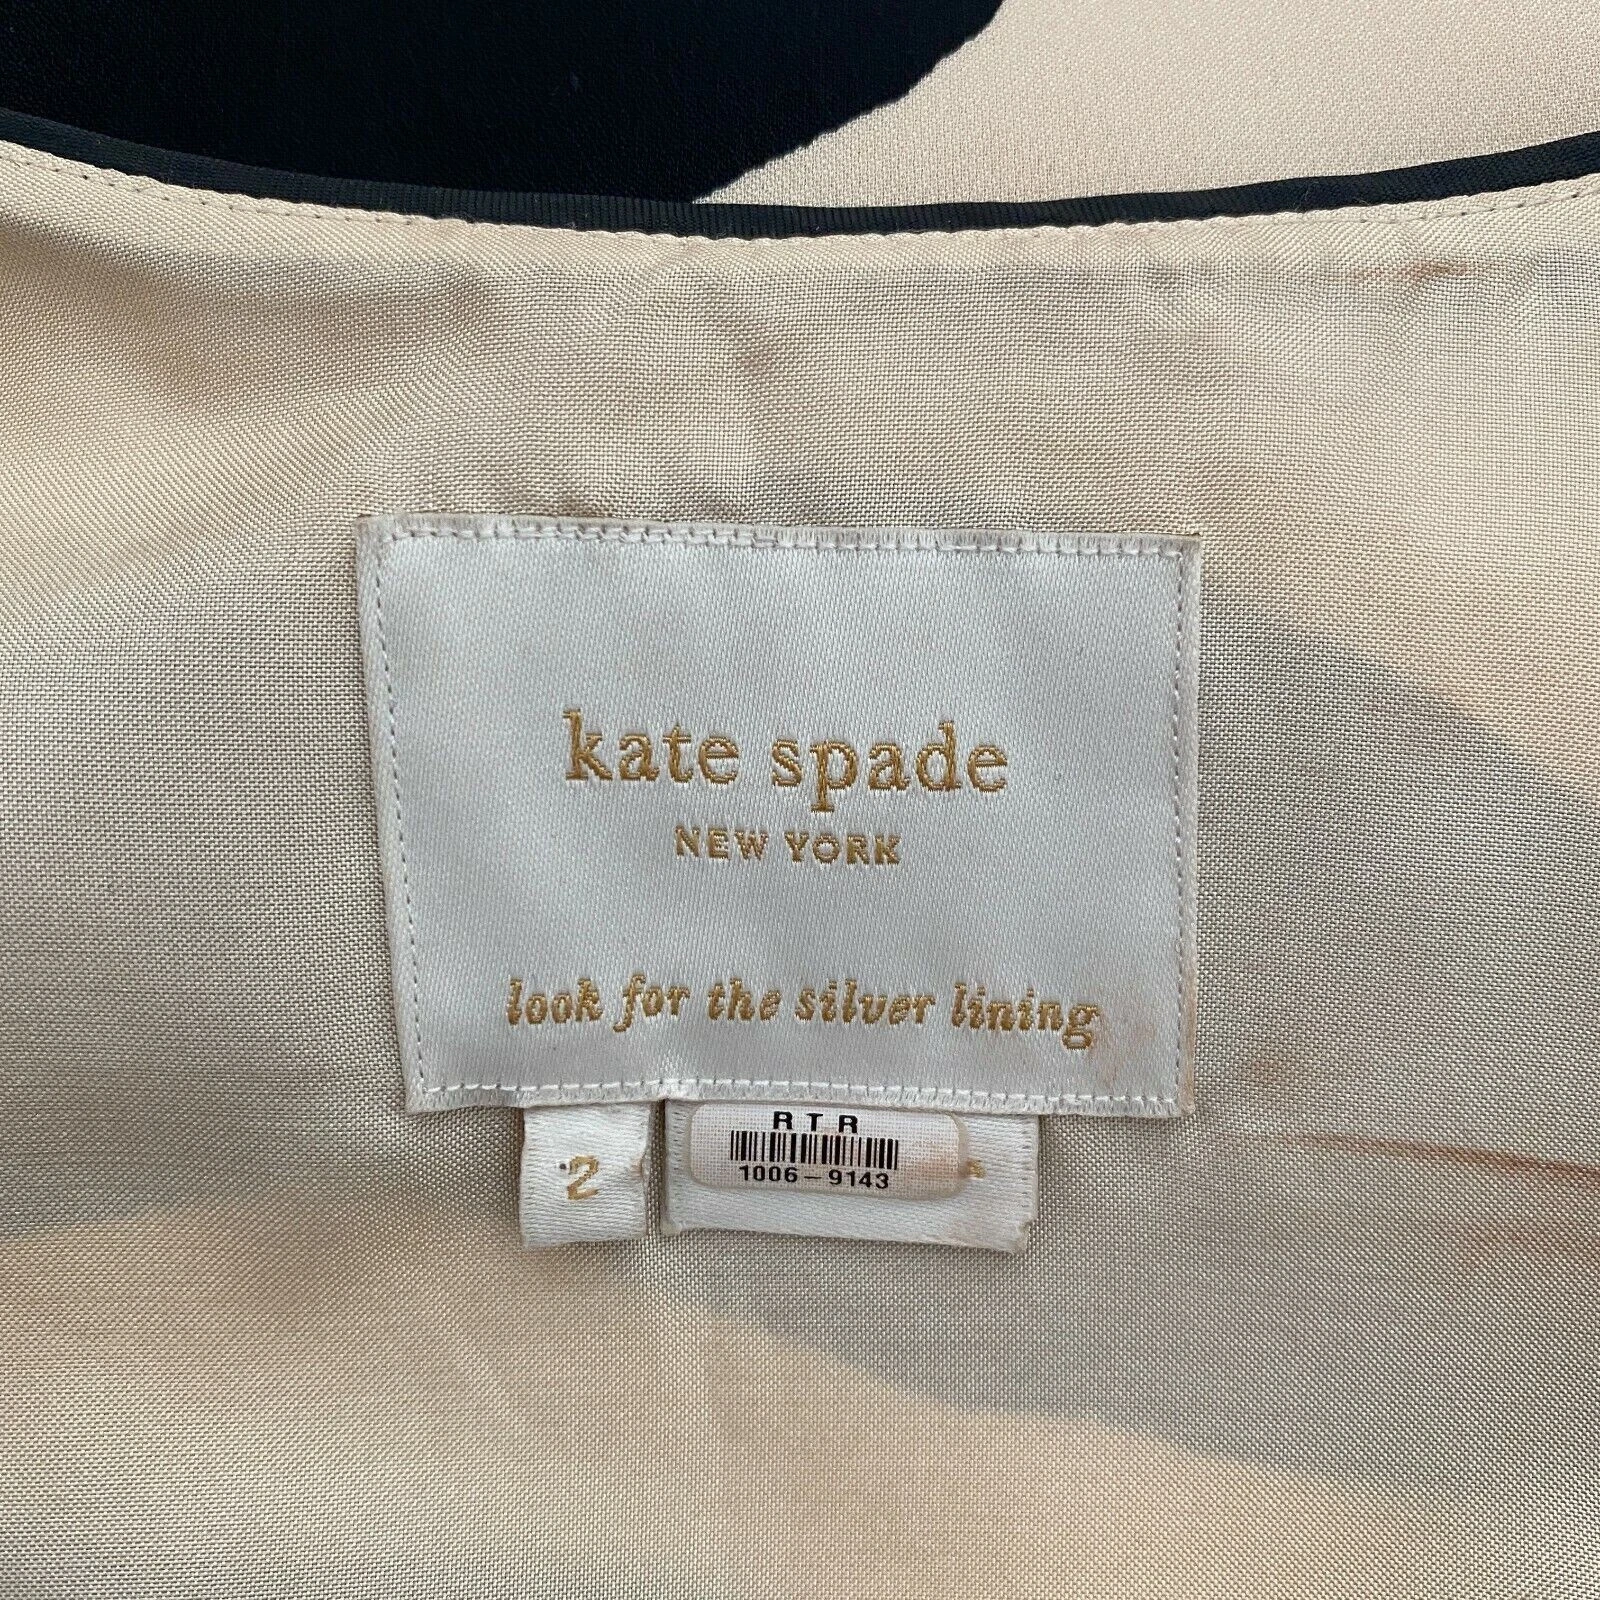 kate spade
NEW YORK
look for the silver lining
2
RTR
1006-9143